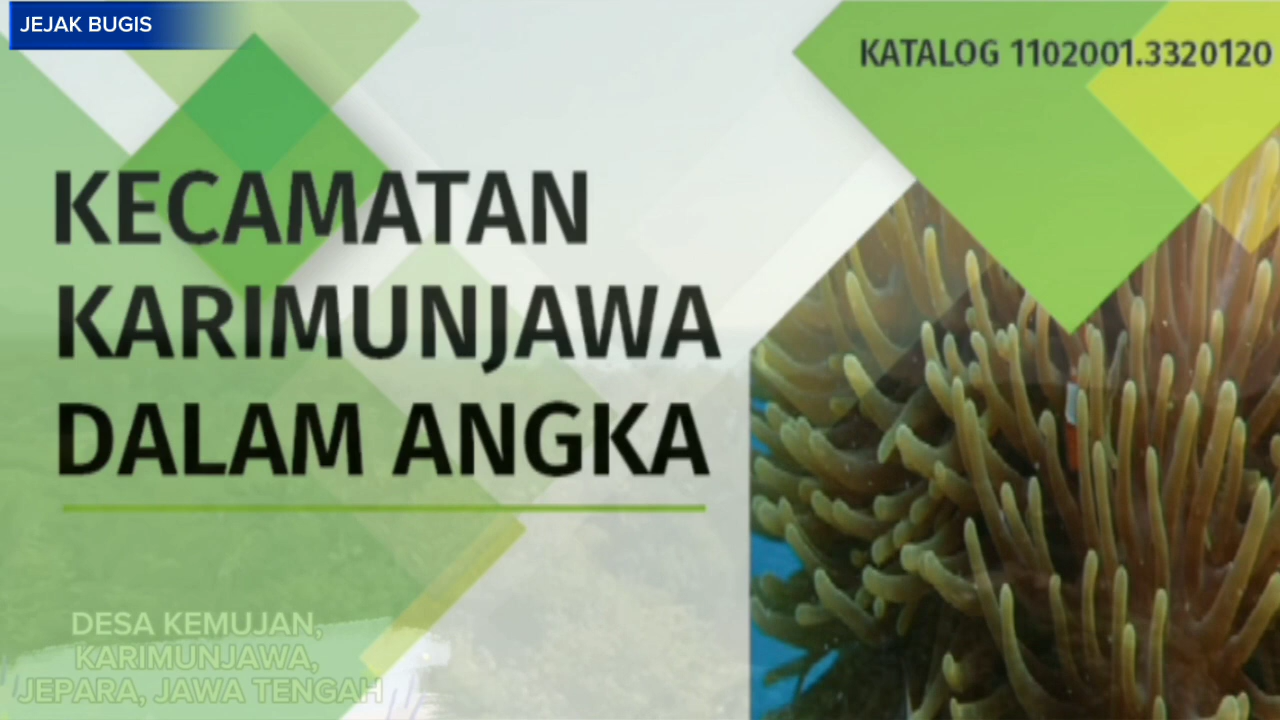 JEJAK BUGIS
KATALOG 1102001.3320120
KECAMATAN
KARIMUNJAWA
DALAM ANGKA
DESA KEMUJAN,
KARIMUNJAWA,
JEPARA, JAWA TENGAH